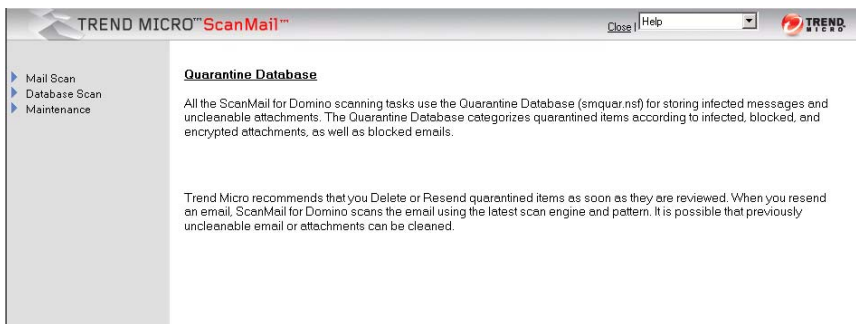 TREND MICRO™ ScanMail™
Close | Help
TREND MICRO
Mail Scan
Database Scan
Maintenance
Quarantine Database
All the ScanMail for Domino scanning tasks use the Quarantine Database (smquar.nsf) for storing infected messages and
uncleanable attachments. The Quarantine Database categorizes quarantined items according to infected, blocked, and
encrypted attachments, as well as blocked emails.
Trend Micro recommends that you Delete or Resend quarantined items as soon as they are reviewed. When you resend
an email, ScanMail for Domino scans the email using the latest scan engine and pattern. It is possible that previously
uncleanable email or attachments can be cleaned.